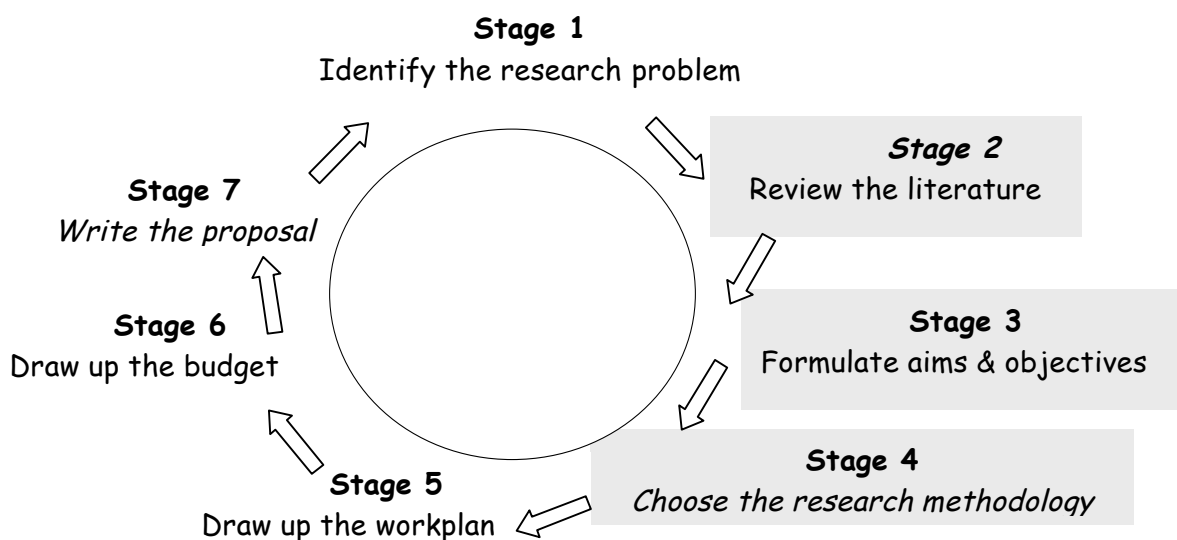 Stage 1
Identify the research problem
Stage 2
Review the literature
Stage 3
Formulate aims & objectives
Stage 4
Choose the research methodology
Stage 5
Draw up the workplan
Stage 6
Draw up the budget
Stage 7
Write the proposal